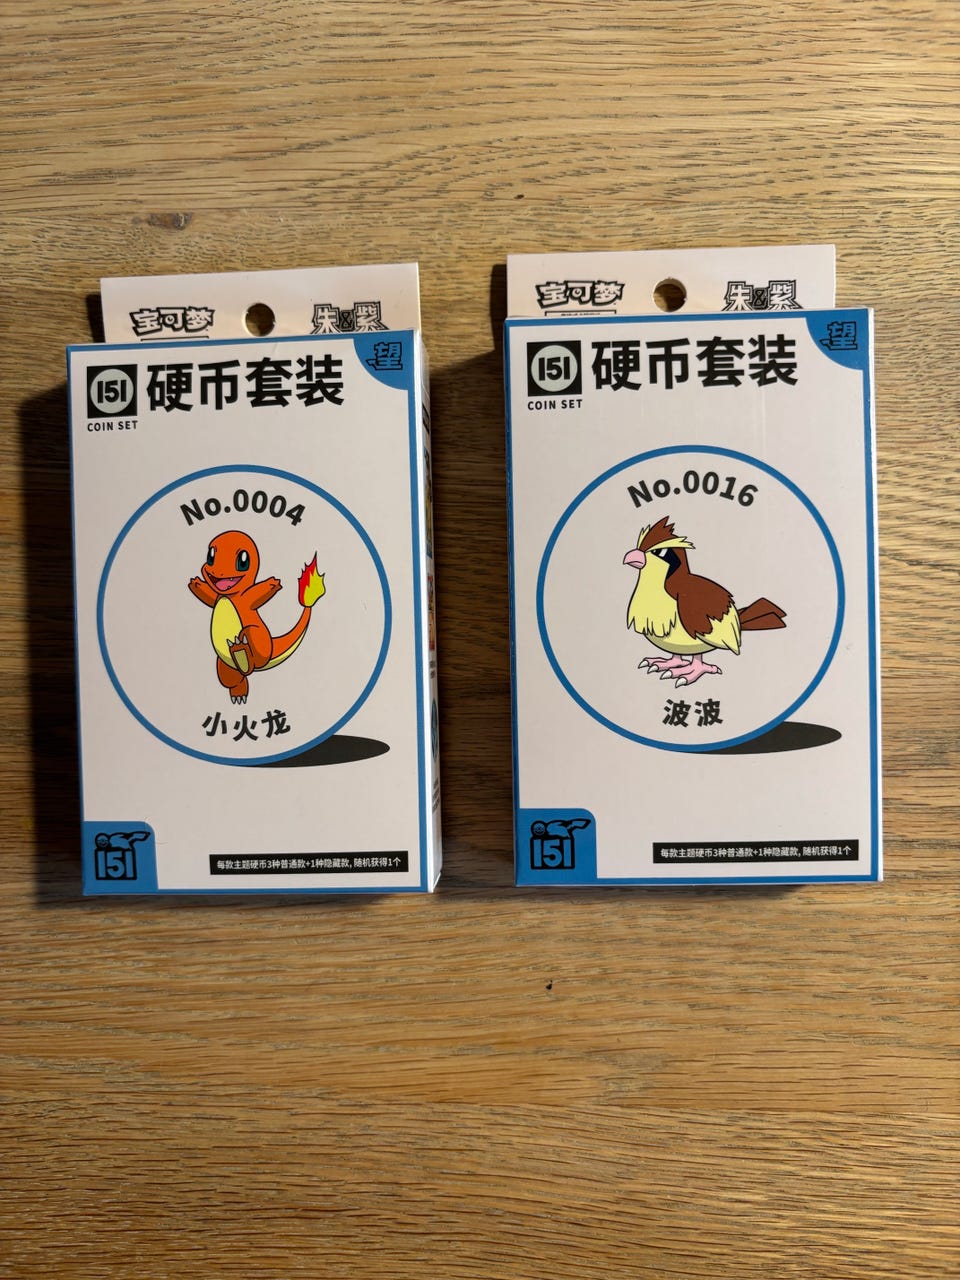 宝可梦
朱&紫
望
151
硬币套装
COIN SET
No.0004
小火龙
151
每款主题硬币3种普通款+1种隐藏款, 随机获得1个
宝可梦
朱&紫
望
151
硬币套装
COIN SET
No.0016
波波
151
每款主题硬币3种普通款+1种隐藏款, 随机获得1个